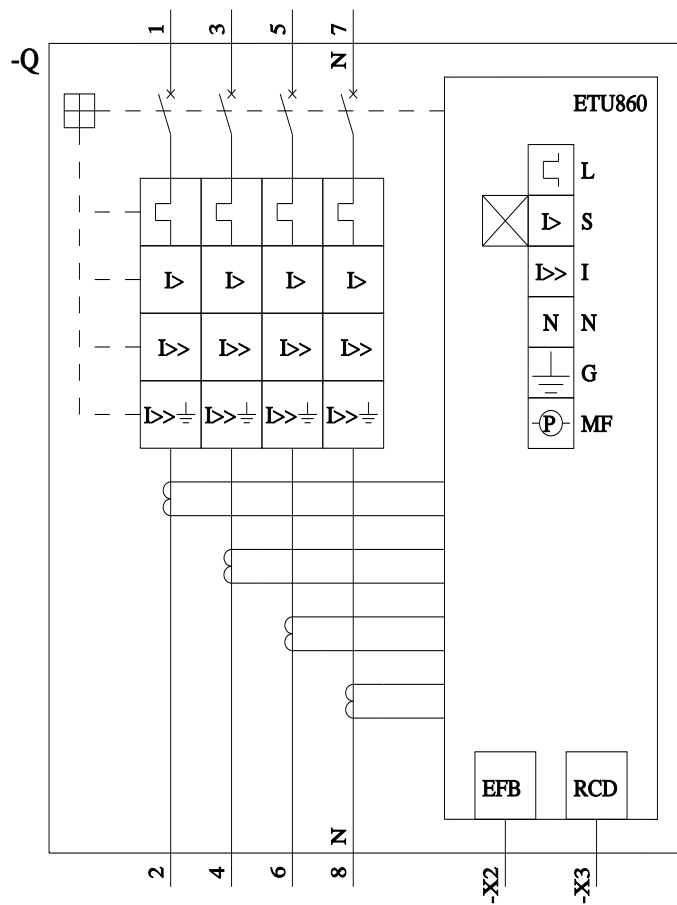 1 3 5 7
N
-Q
ETU860
L
I> S
I>> I
N N
G
P MF
I> I> I> I>
I>> I>> I>> I>>
I>> I>> I>> I>>
EFB RCD
N
2 4 6 8 -X2 -X3